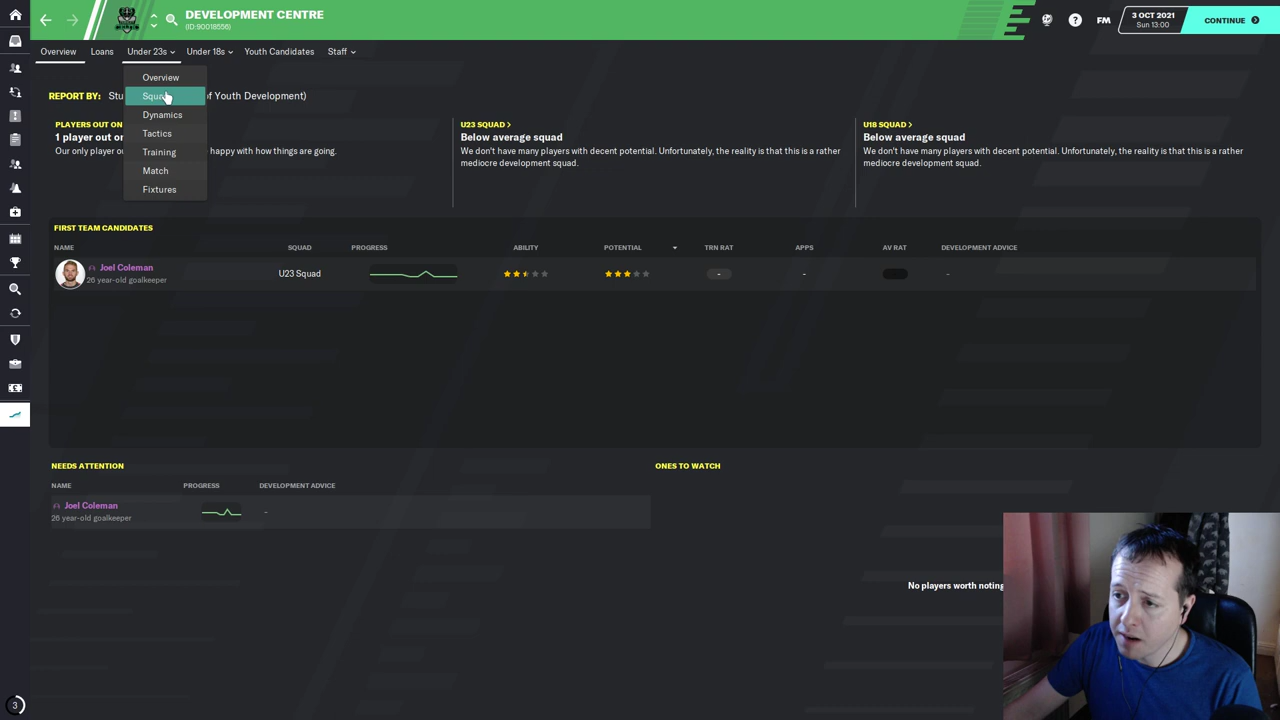 DEVELOPMENT CENTRE
(ID:90016556)
FM
3 OCT 2021
Sun 13:00
CONTINUE
Overview
Loans
Under 23s
Under 18s
Youth Candidates
Staff
Overview
Squad
Dynamics
Tactics
Training
Match
Fixtures
REPORT BY: Stu of Youth Development)
PLAYERS OUT ON
1 player out on
Our only player ou happy with how things are going.
U23 SQUAD >
Below average squad
We don't have many players with decent potential. Unfortunately, the reality is that this is a rather
mediocre development squad.
U18 SQUAD >
Below average squad
We don't have many players with decent potential. Unfortunately, the reality is that this is a rather
mediocre development squad.
FIRST TEAM CANDIDATES
NAME SQUAD PROGRESS ABILITY POTENTIAL TRN RAT APPS AV RAT DEVELOPMENT ADVICE
Joel Coleman
26 year-old goalkeeper
U23 Squad - - -
NEEDS ATTENTION
NAME PROGRESS DEVELOPMENT ADVICE
Joel Coleman
26 year-old goalkeeper
-
ONES TO WATCH
No players worth noting
3